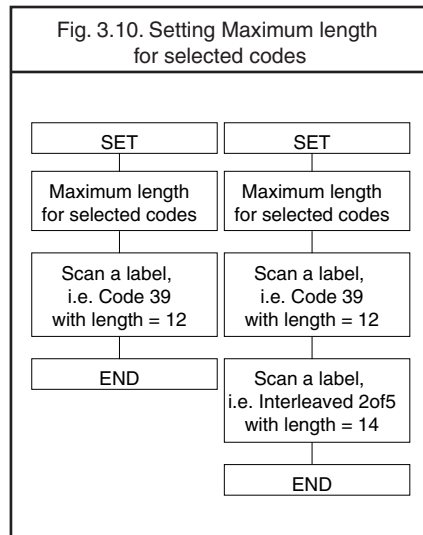 Fig. 3.10. Setting Maximum length
for selected codes
SET
Maximum length
for selected codes
Scan a label,
i.e. Code 39
with length = 12
END
SET
Maximum length
for selected codes
Scan a label,
i.e. Code 39
with length = 12
Scan a label,
i.e. Interleaved 2of5
with length = 14
END